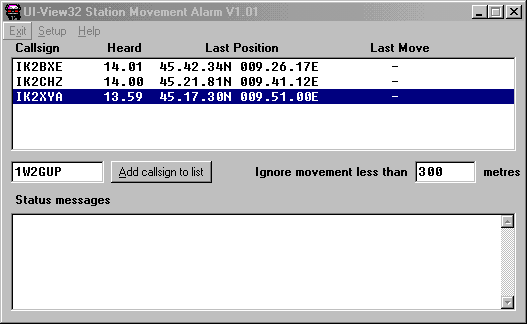 UI-View32 Station Movement Alarm V1.01
Exit Setup Help
Callsign Heard Last Position Last Move
IK2BXE 14.01 45.42.34N 009.26.17E -
IK2CHZ 14.00 45.21.81N 009.41.12E -
IK2XYA 13.59 45.17.30N 009.51.00E -
1W2GUP Add callsign to list Ignore movement less than 300 metres
Status messages